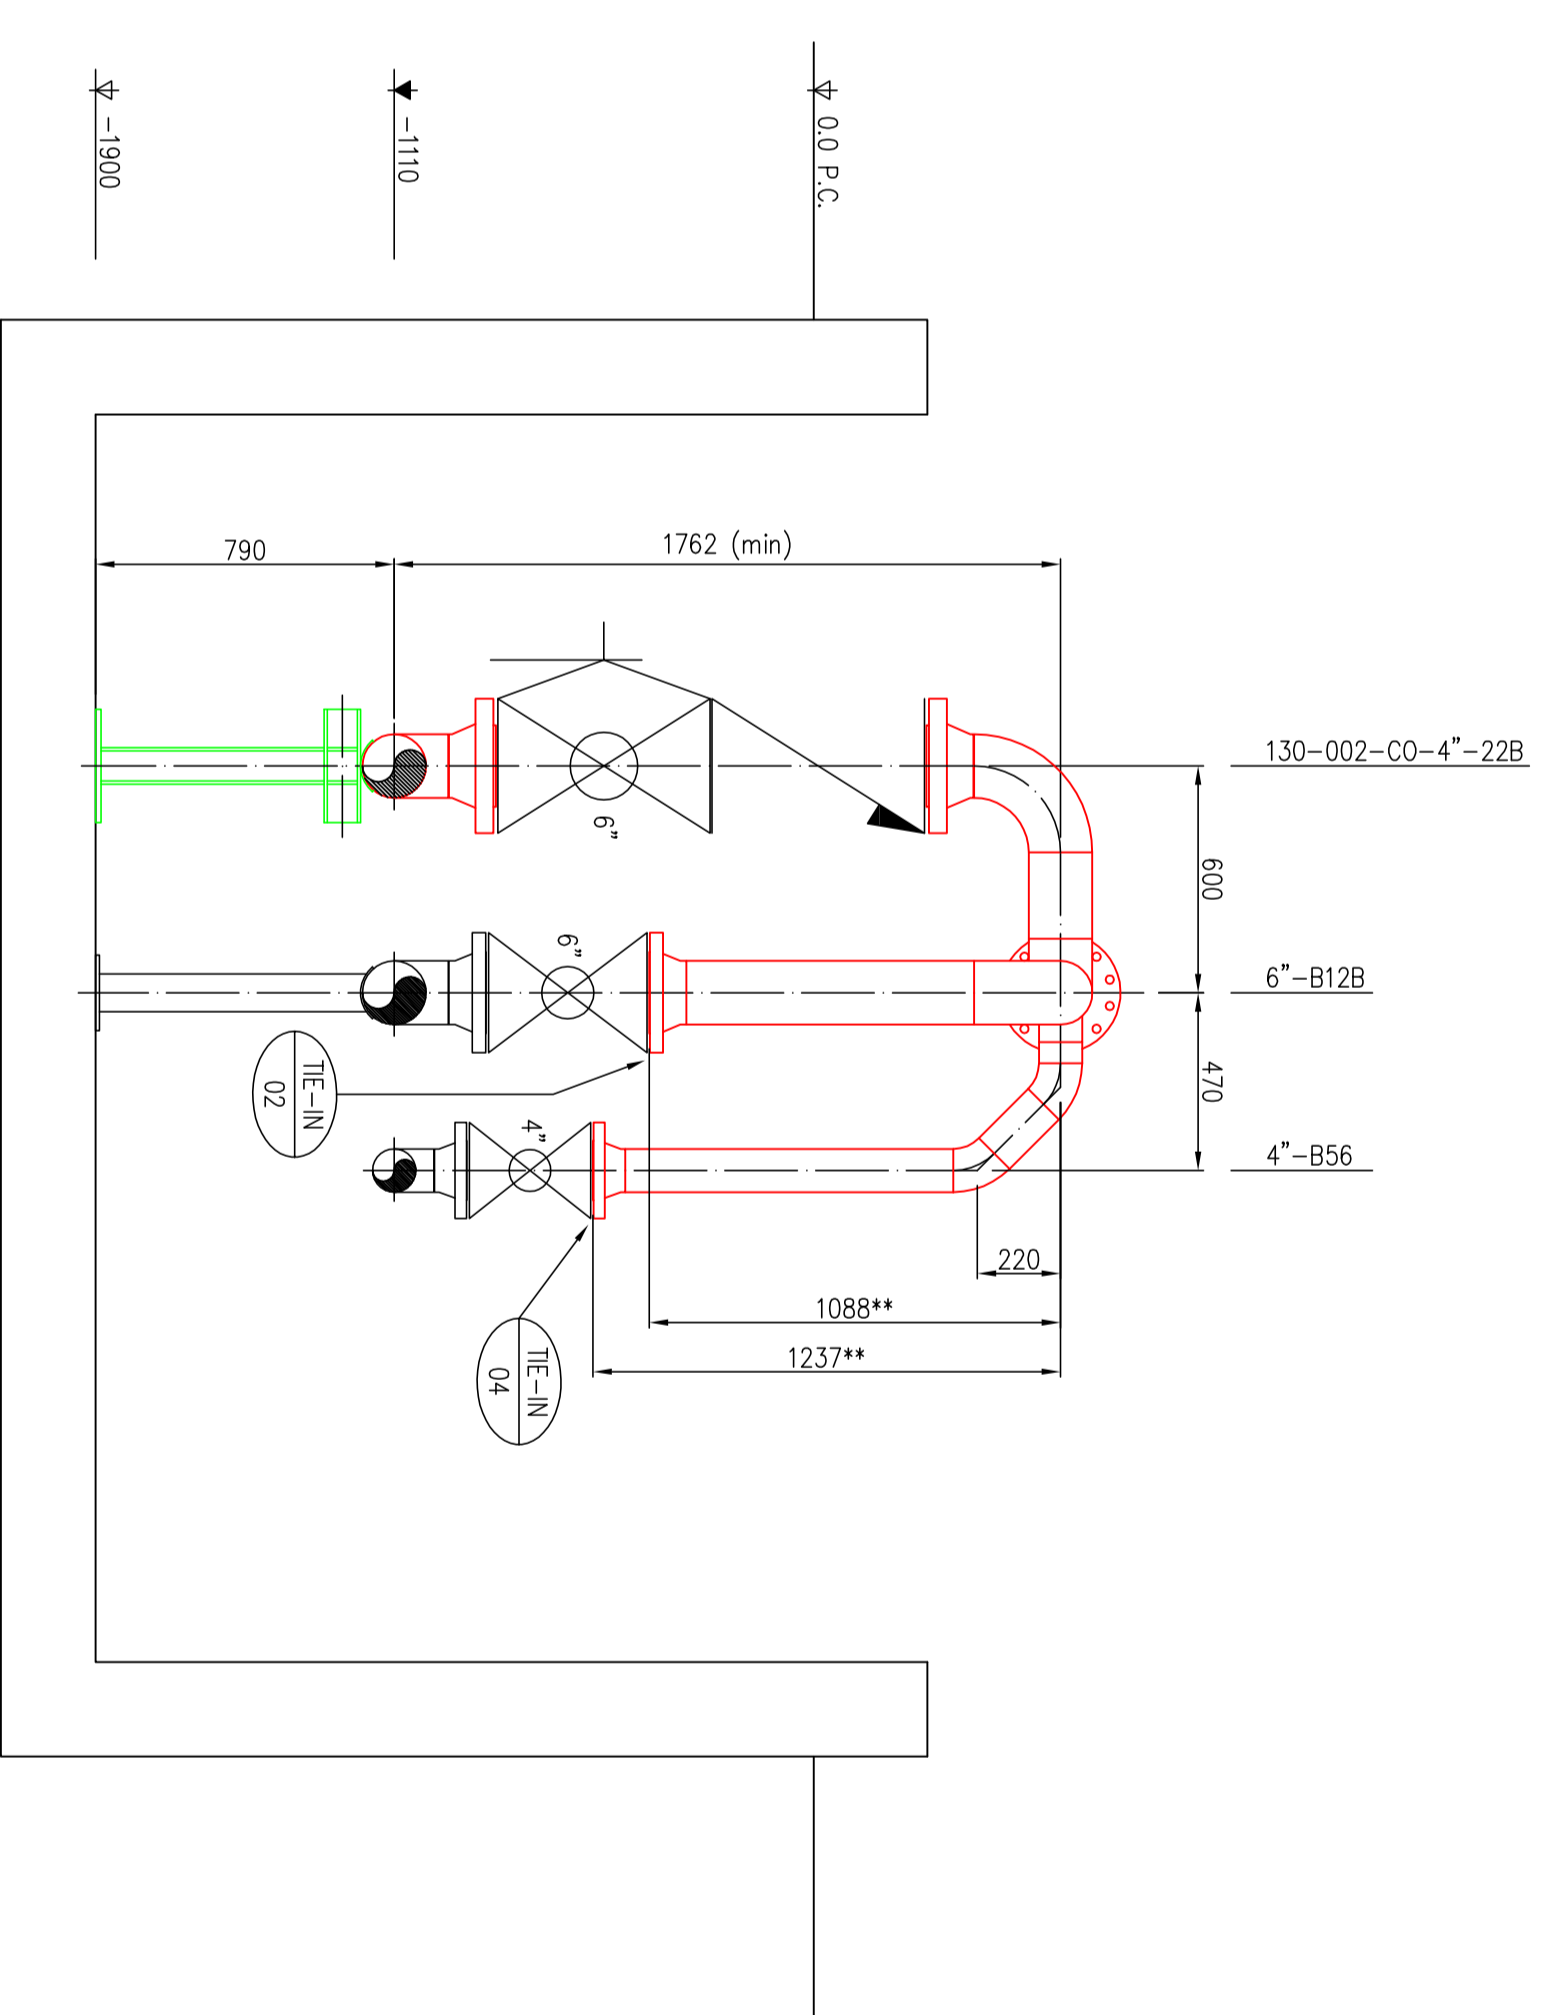 0.0 P.C.
-1110
-1900
790
1762 (min)
130-002-CO-4"-22B
600
6"-B12B
470
4"-B56
6"
6"
4"
TIE-IN
02
TIE-IN
04
220
1088**
1237**